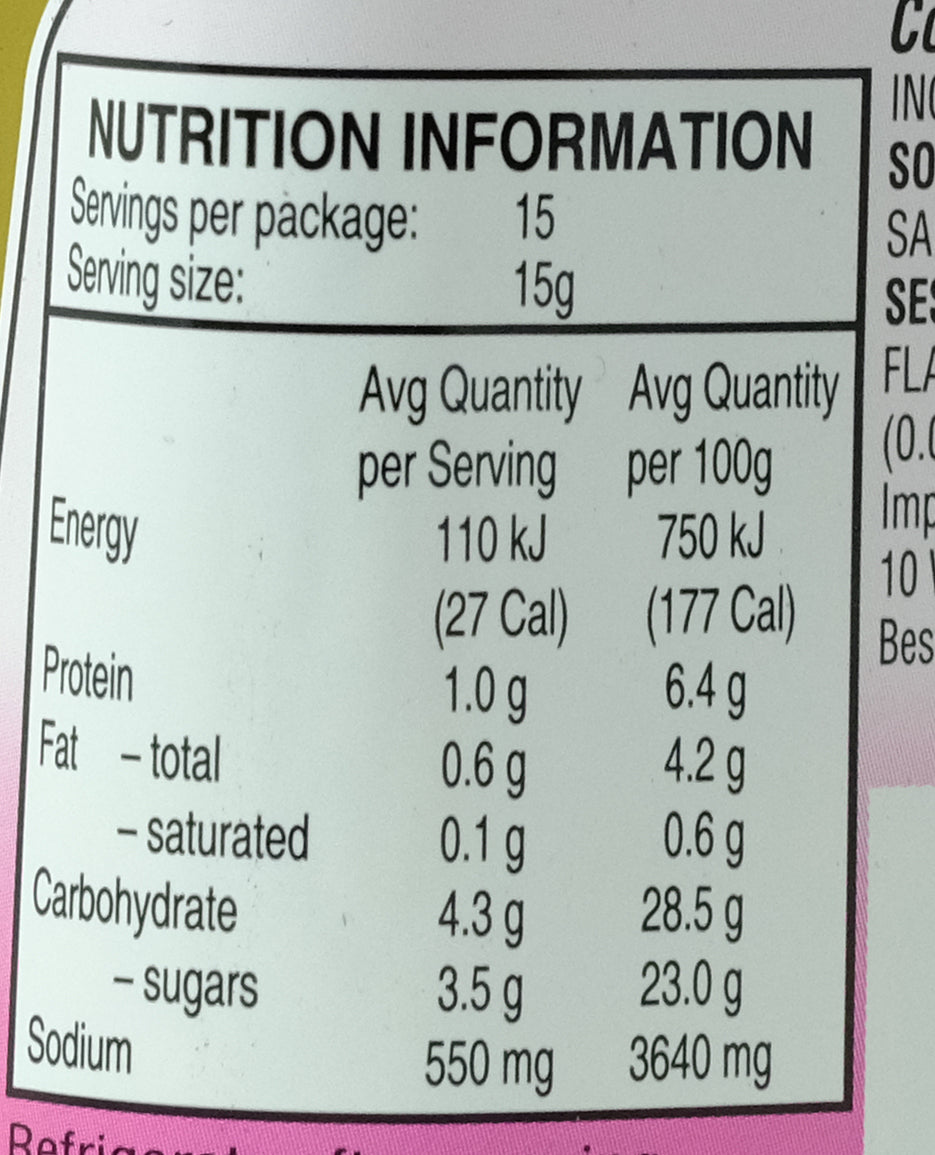 NUTRITION INFORMATION
Servings per package: 15
Serving size: 15g
Avg Quantity Avg Quantity
per Serving per 100g
Energy 110 kJ 750 kJ
(27 Cal) (177 Cal)
Protein 1.0 g 6.4 g
Fat – total 0.6 g 4.2 g
– saturated 0.1 g 0.6 g
Carbohydrate 4.3 g 28.5 g
– sugars 3.5 g 23.0 g
Sodium 550 mg 3640 mg
10